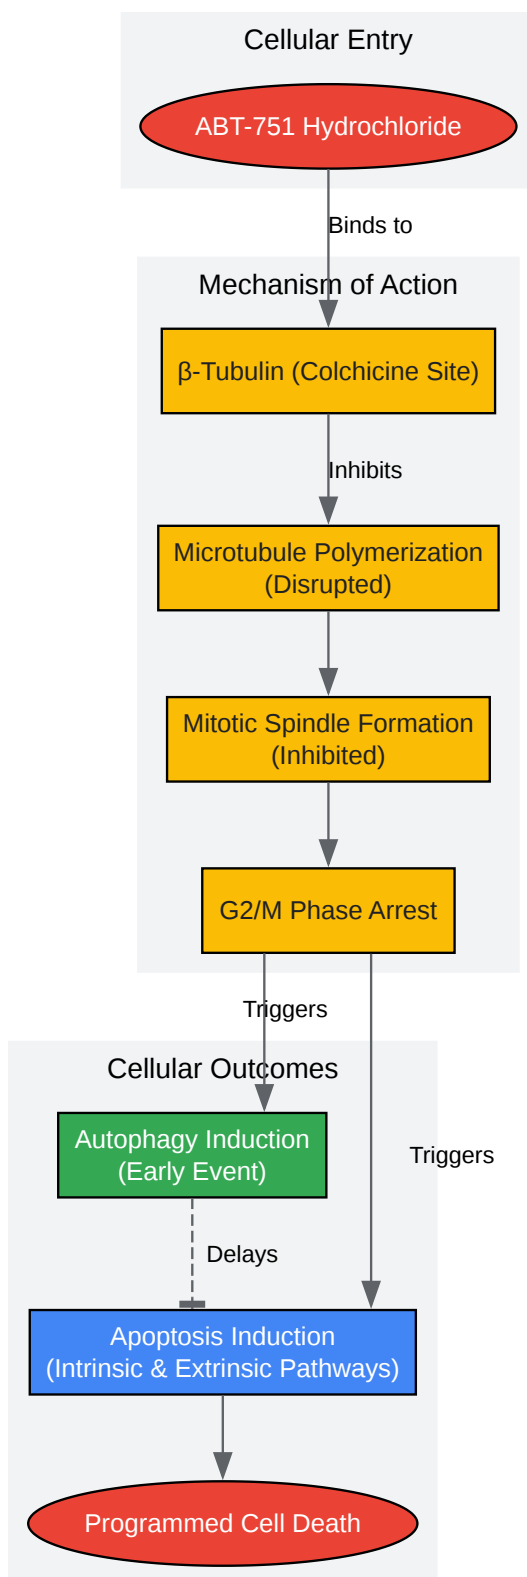 Cellular Entry
ABT-751 Hydrochloride
Binds to
Mechanism of Action
β-Tubulin (Colchicine Site)
Inhibits
Microtubule Polymerization
(Disrupted)
Mitotic Spindle Formation
(Inhibited)
G2/M Phase Arrest
Triggers
Cellular Outcomes
Autophagy Induction
(Early Event)
Triggers
Delays
Apoptosis Induction
(Intrinsic & Extrinsic Pathways)
Programmed Cell Death